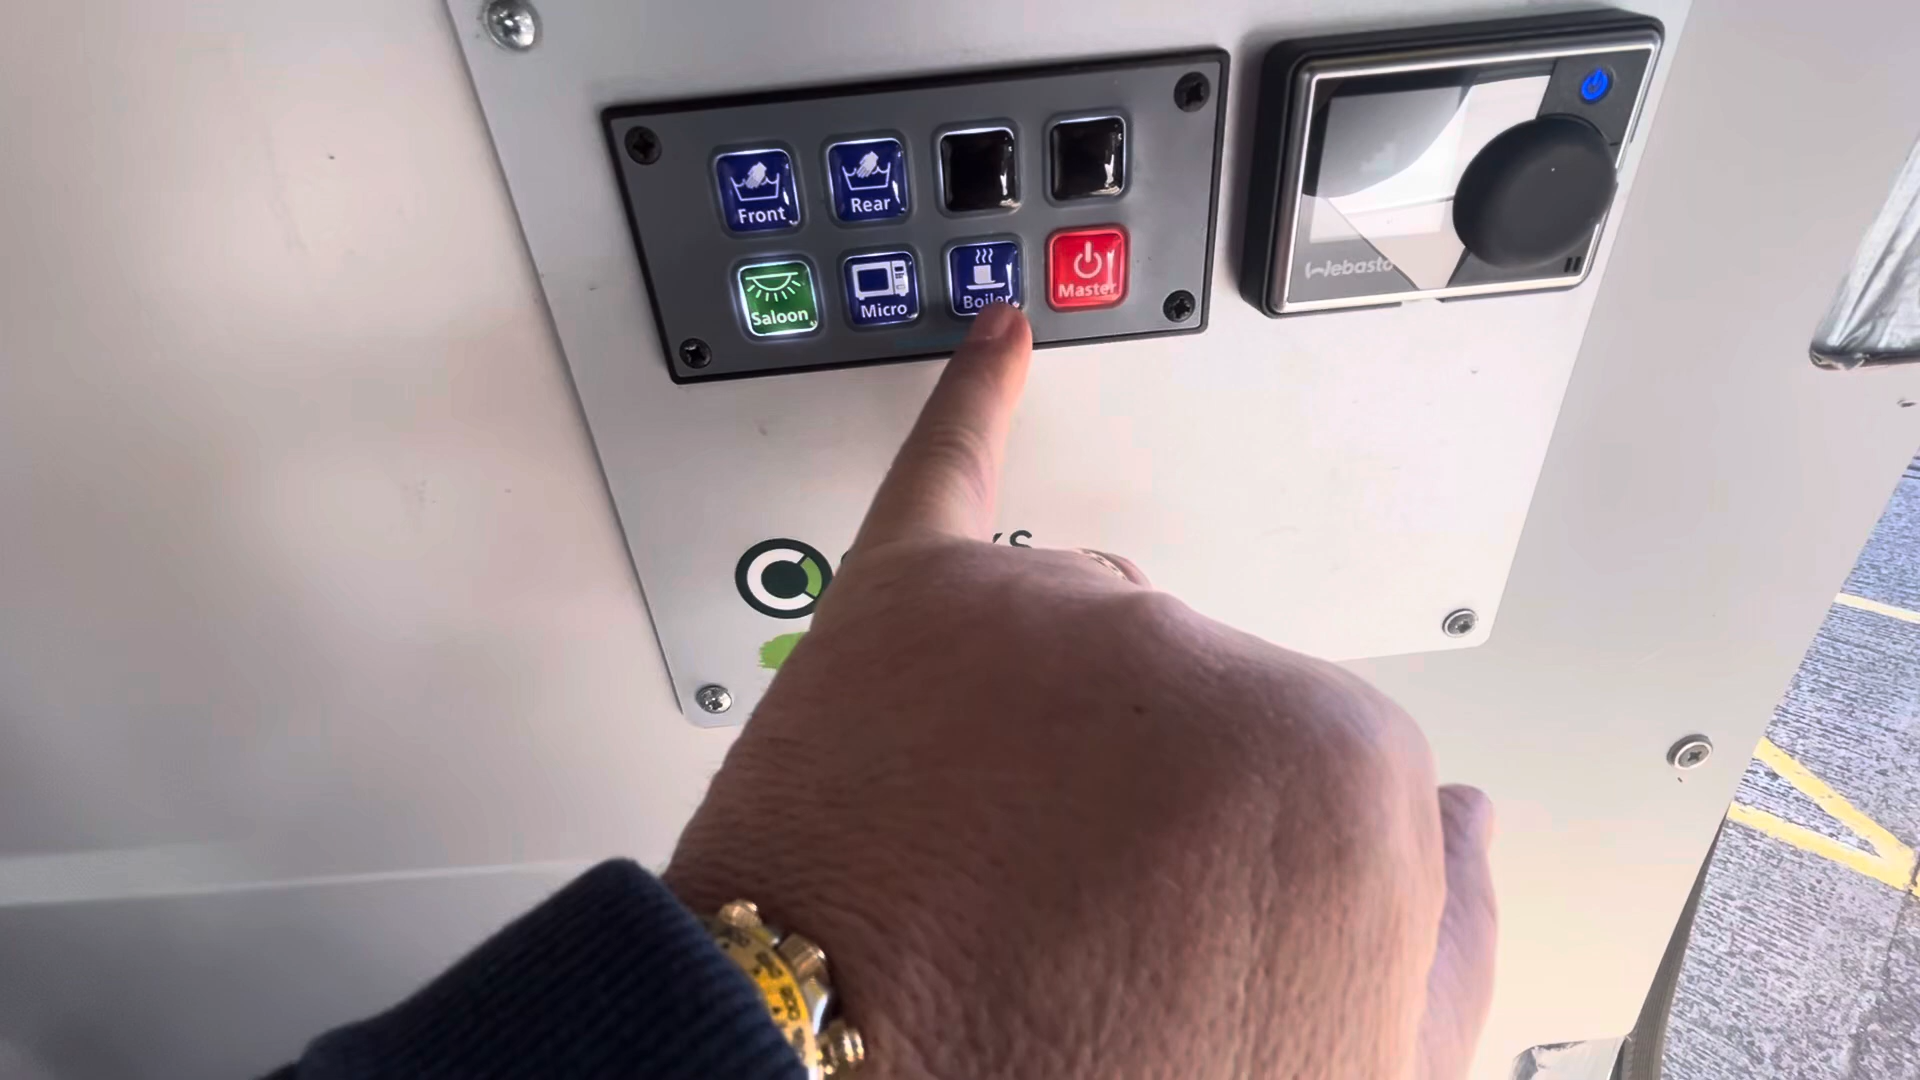 Front
Rear
Saloon
Micro
Boiler
Master
Webasto